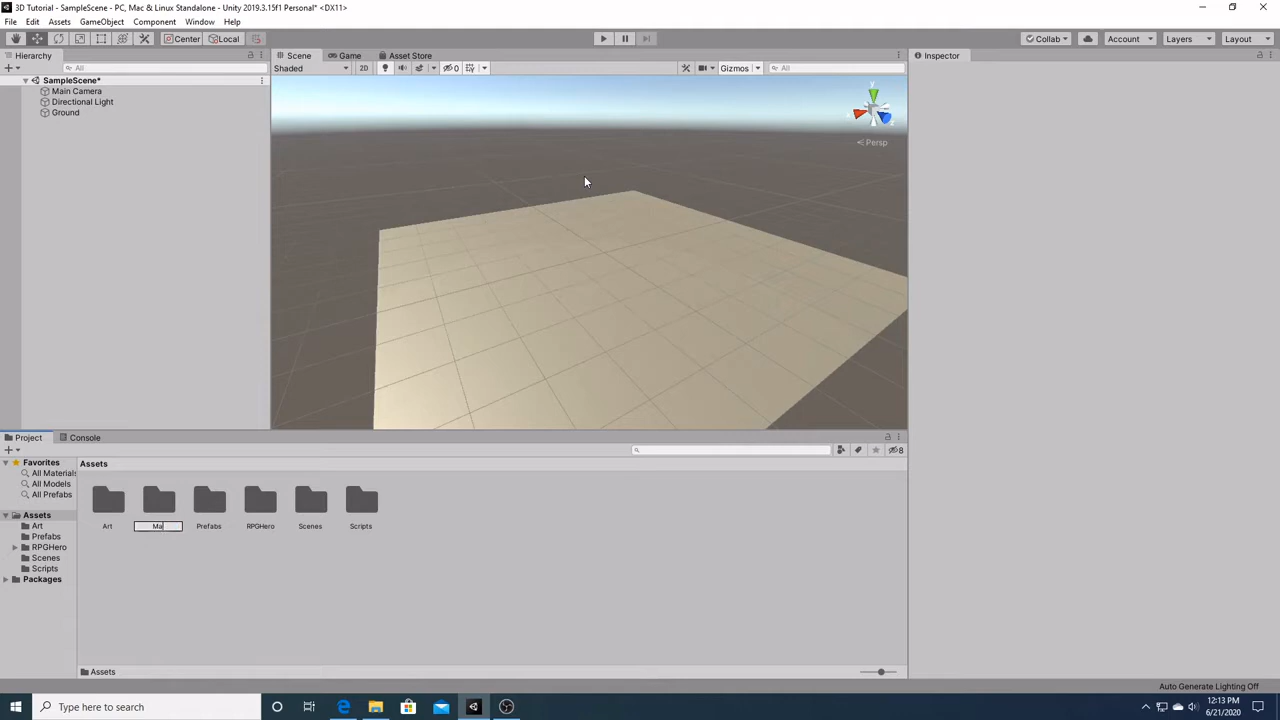 3D Tutorial - SampleScene - PC, Mac & Linux Standalone - Unity 2019.3.15f1 Personal* <DX11>
File Edit Assets GameObject Component Window Help
Center Local Collab Account Layers Layout
Hierarchy Scene Game Asset Store Inspector
All Shaded 2D 0 Gizmos All
SampleScene*
Main Camera
Directional Light
Ground
y
Persp
Project Console
8
Favorites
All Materials
All Models
All Prefabs
Assets
Art
Prefabs
RPGHero
Scenes
Scripts
Packages
Assets
Art Ma Prefabs RPGHero Scenes Scripts
Assets
Auto Generate Lighting Off
Type here to search
12:13 PM
6/21/2020